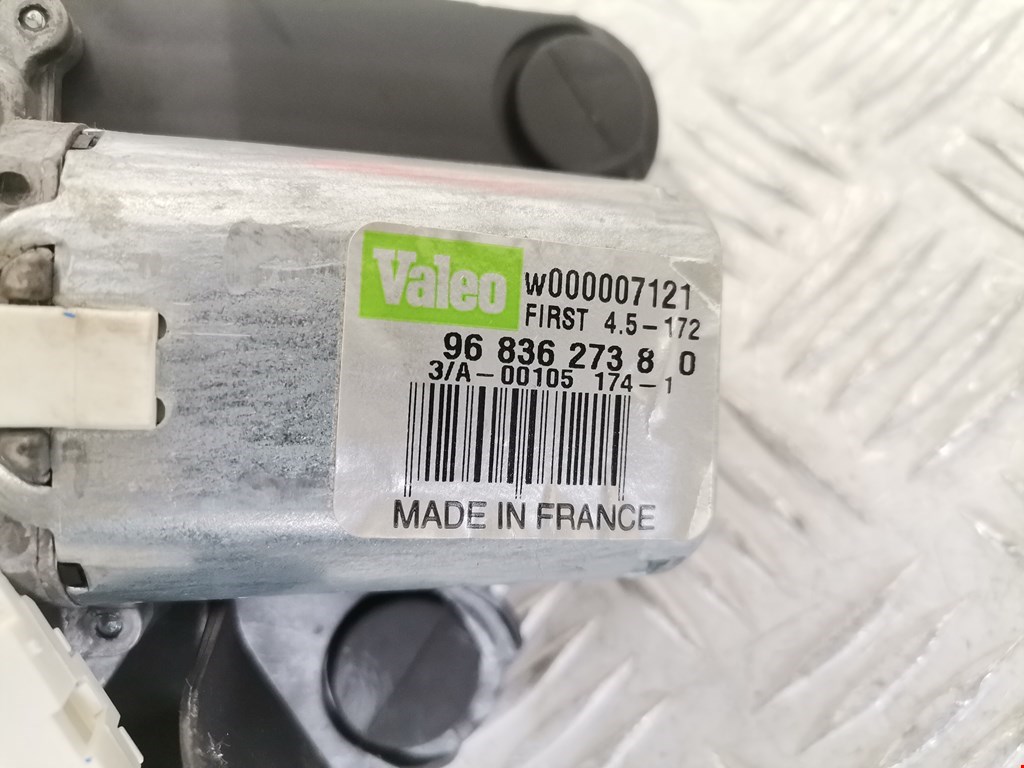 Valeo
W000007121
FIRST 4.5-172
96 836 273 8 0
3/A-00105 174-1
MADE IN FRANCE